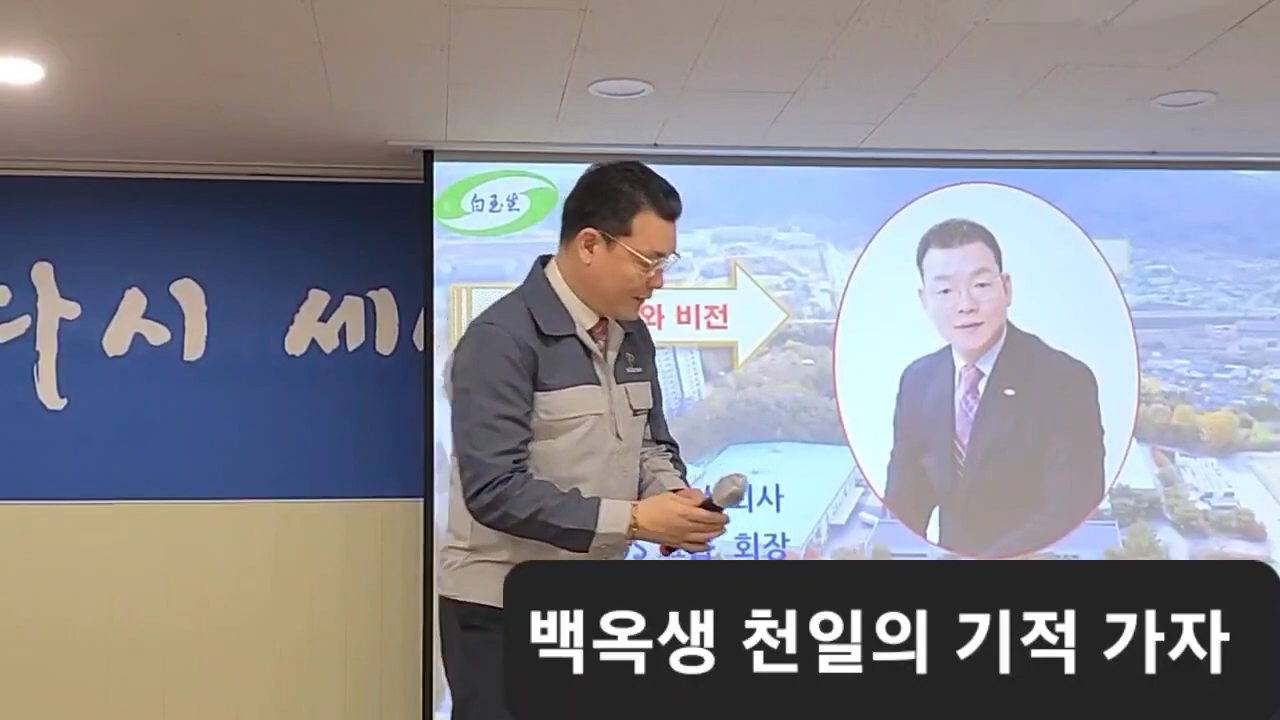 다시 세
白玉生
와 비전
회장
백옥생 천일의 기적 가자